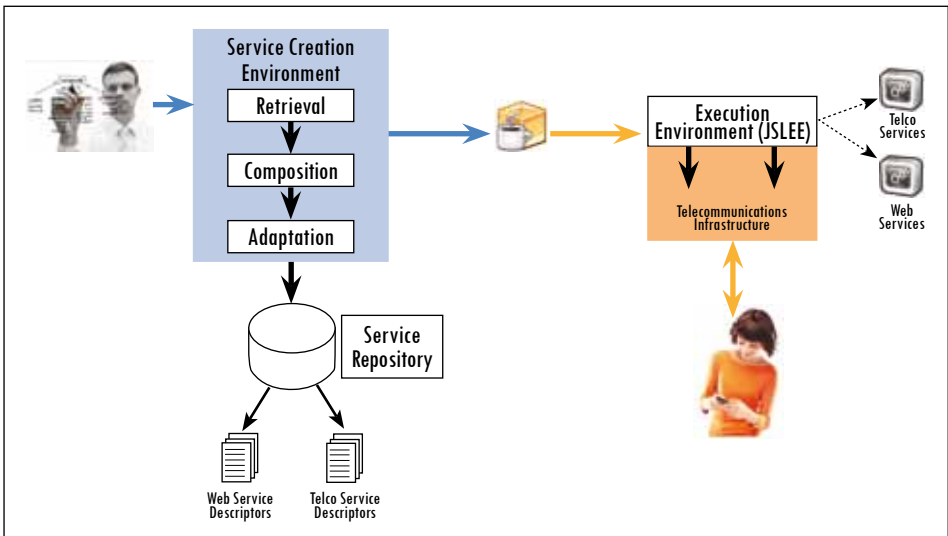 Service Creation
Environment
Retrieval
Composition
Adaptation
Service
Repository
Web Service
Descriptors
Telco Service
Descriptors
Execution
Environment (JSLEE)
Telecommunications
Infrastructure
Telco
Services
Web
Services